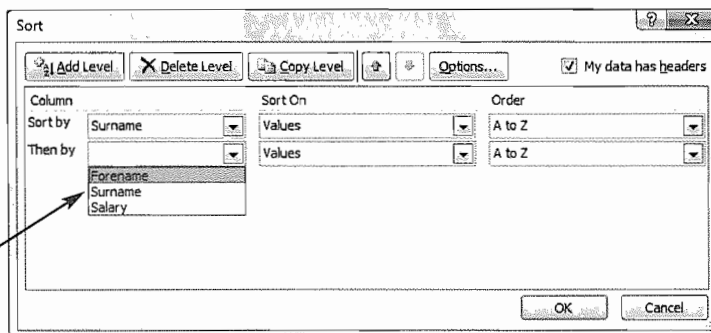 Sort
Add Level Delete Level Copy Level Options... My data has headers
Column Sort On Order
Sort by Surname Values A to Z
Then by Values A to Z
Forename
Surname
Salary
OK Cancel